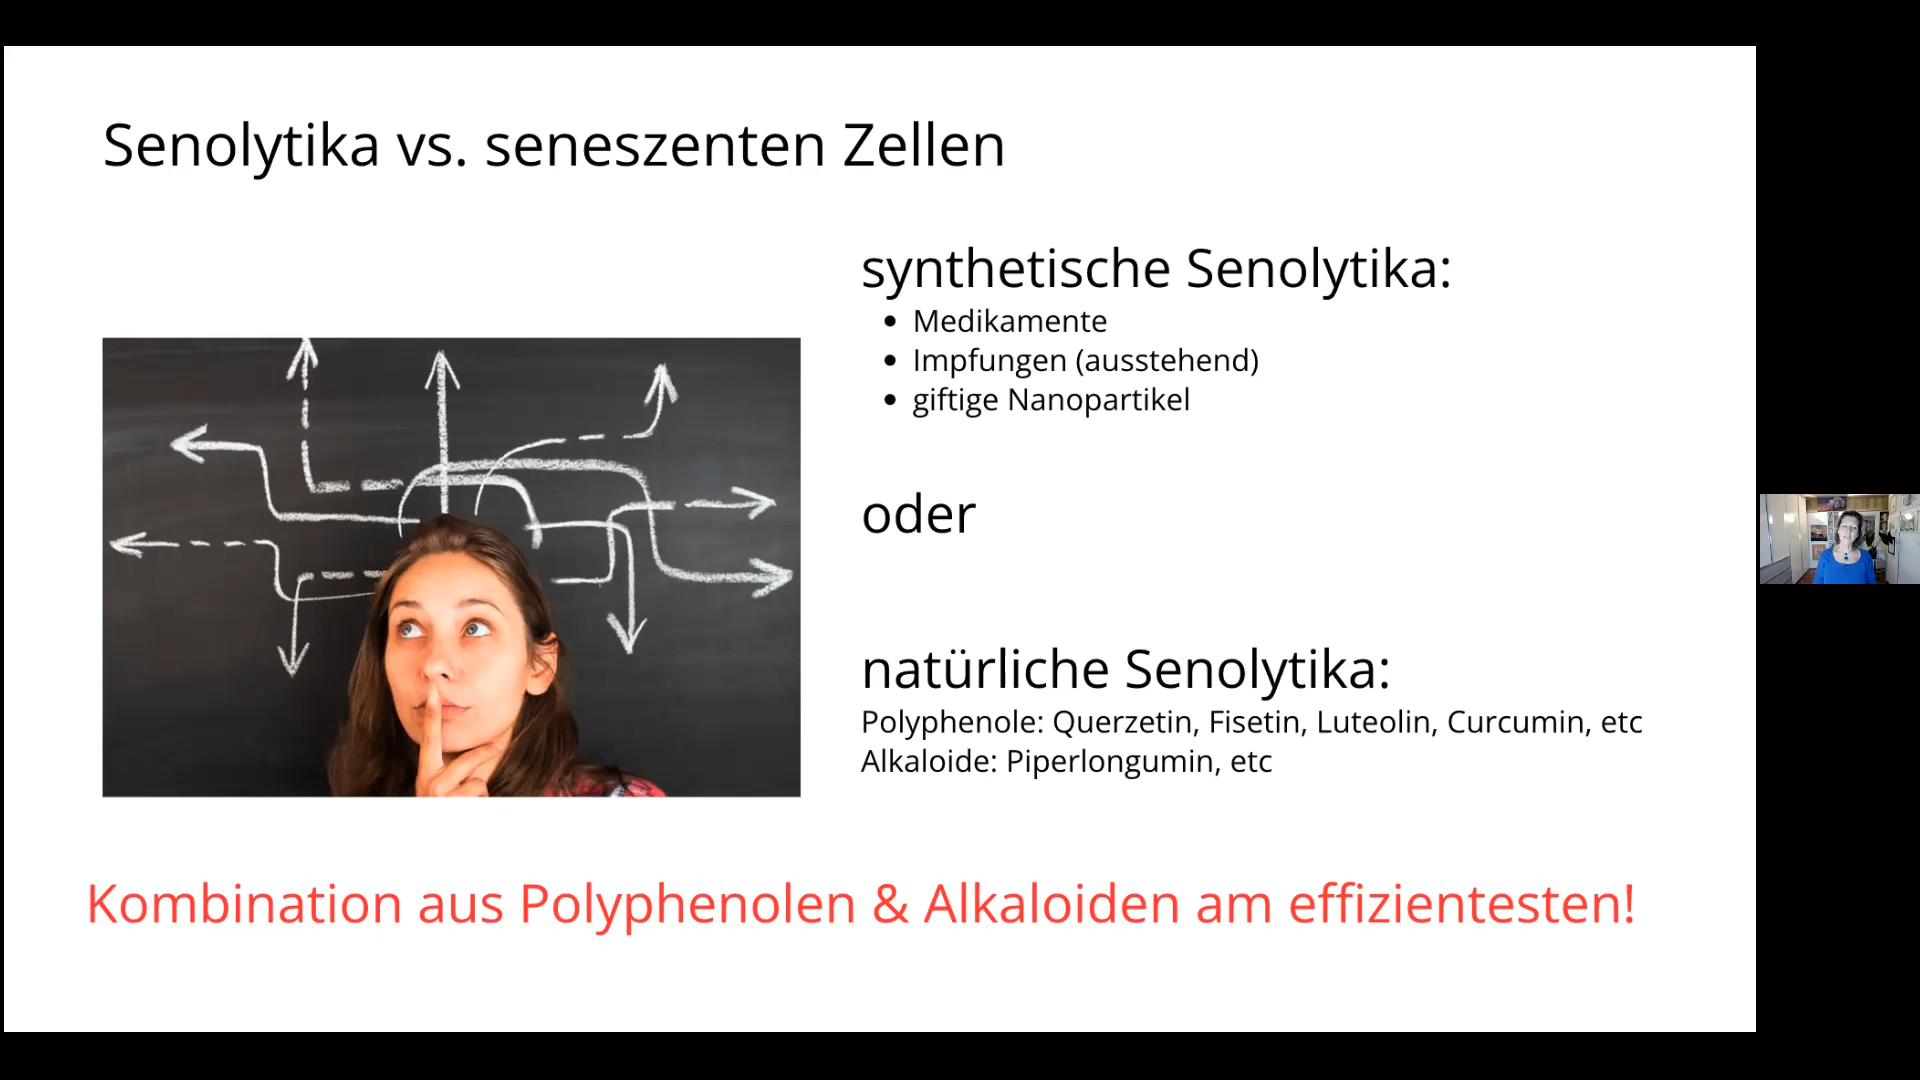 Senolytika vs. seneszenten Zellen
synthetische Senolytika:
• Medikamente
• Impfungen (ausstehend)
• giftige Nanopartikel
oder
natürliche Senolytika:
Polyphenole: Querzetin, Fisetin, Luteolin, Curcumin, etc
Alkaloide: Piperlongumin, etc
Kombination aus Polyphenolen & Alkaloiden am effizientesten!